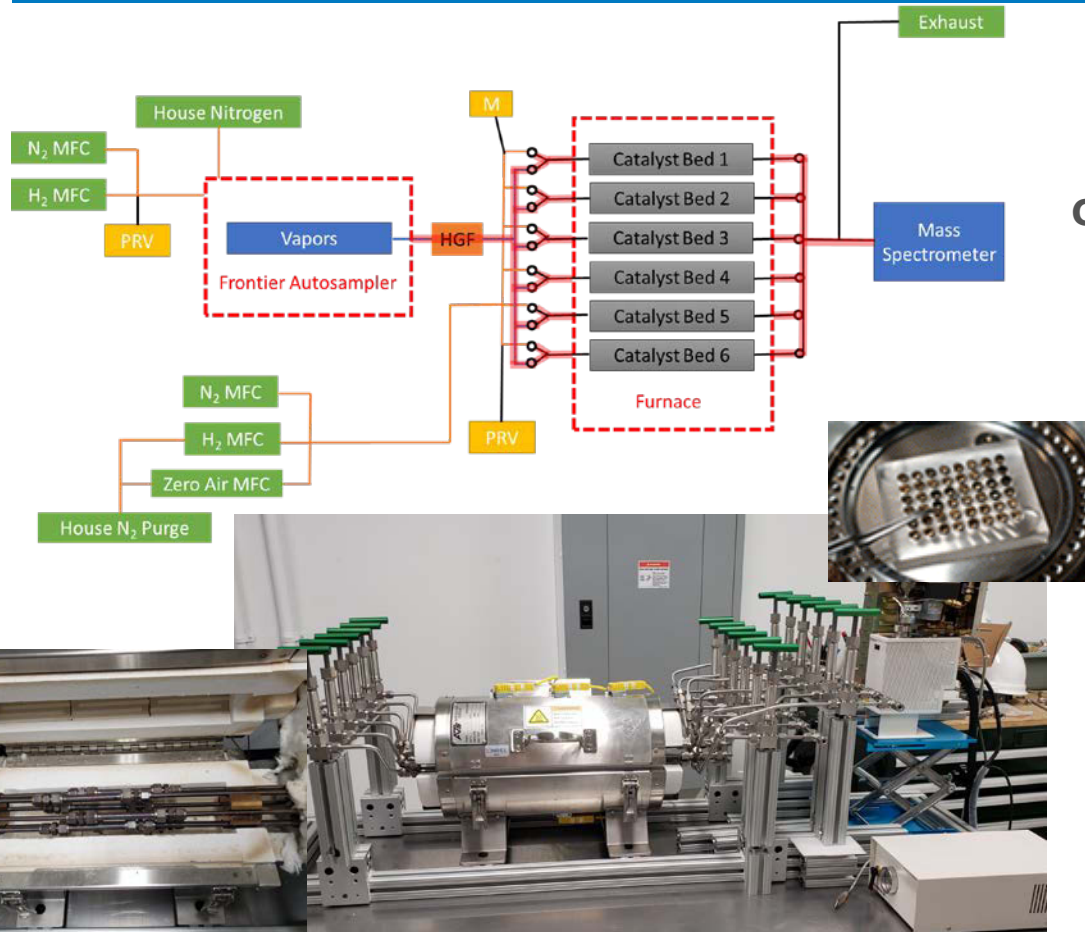 Exhaust
House Nitrogen
M
N₂ MFC
H₂ MFC
PRV
Vapors
Frontier Autosampler
HGF
Catalyst Bed 1
Catalyst Bed 2
Catalyst Bed 3
Catalyst Bed 4
Catalyst Bed 5
Catalyst Bed 6
Furnace
Mass
Spectrometer
N₂ MFC
H₂ MFC
Zero Air MFC
House N₂ Purge
PRV